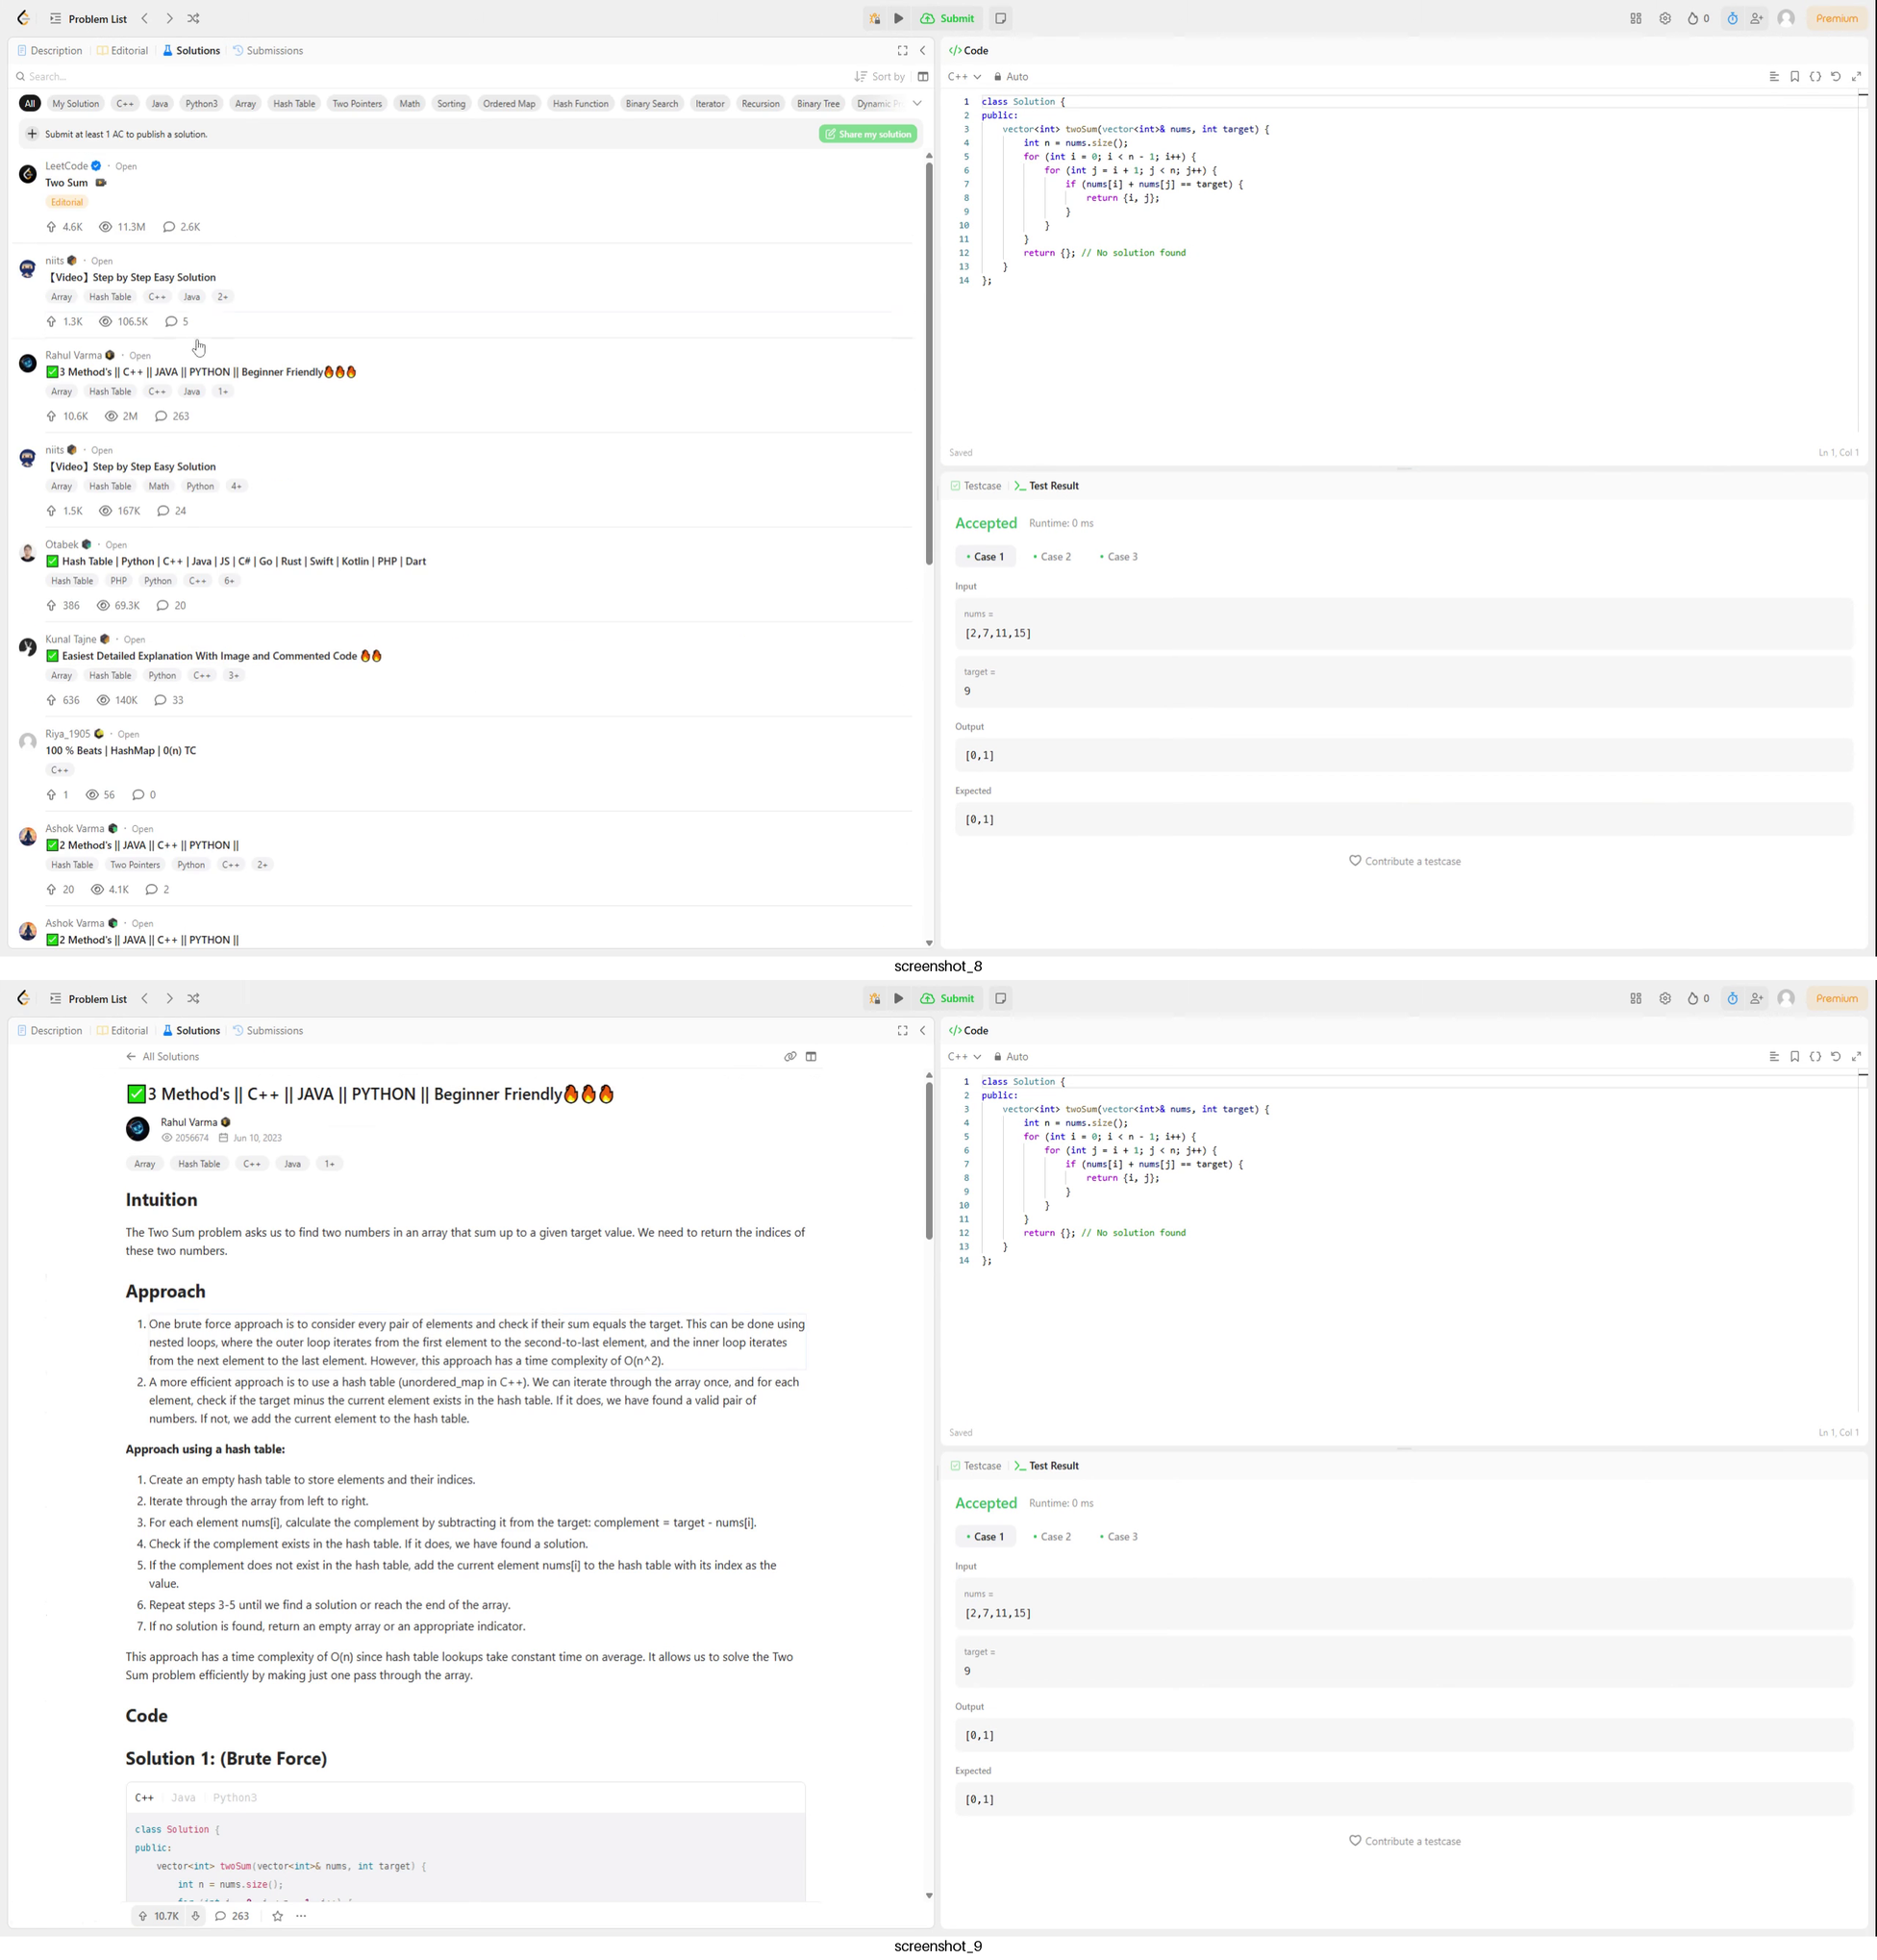 Problem List
Submit
0
Premium
Description
Editorial
Solutions
Submissions
Search...
Sort by
All My Solution C++ Java Python3 Array Hash Table Two Pointers Math Sorting Ordered Map Hash Function Binary Search Iterator Recursion Binary Tree Dynamic
Submit at least 1 AC to publish a solution.
Share my solution
LeetCode · Open
Two Sum
Editorial
4.6K 11.3M 2.6K
niits · Open
【Video】Step by Step Easy Solution
Array Hash Table C++ Java 2+
1.3K 106.5K 5
Rahul Varma · Open
✅3 Method's || C++ || JAVA || PYTHON || Beginner Friendly🔥🔥🔥
Array Hash Table C++ Java 1+
10.6K 2M 263
niits · Open
【Video】Step by Step Easy Solution
Array Hash Table Math Python 4+
1.5K 167K 24
Otabek · Open
✅ Hash Table | Python | C++ | Java | JS | C# | Go | Rust | Swift | Kotlin | PHP | Dart
Hash Table PHP Python C++ 6+
386 69.3K 20
Kunal Tajne · Open
✅ Easiest Detailed Explanation With Image and Commented Code 🔥🔥
Array Hash Table Python C++ 3+
636 140K 33
Riya_1905 · Open
100 % Beats | HashMap | 0(n) TC
C++
1 56 0
Ashok Varma · Open
✅2 Method's || JAVA || C++ || PYTHON ||
Hash Table Two Pointers Python C++ 2+
20 4.1K 2
Ashok Varma · Open
✅2 Method's || JAVA || C++ || PYTHON ||
</> Code
C++ Auto
1 class Solution {
2 public:
3 vector<int> twoSum(vector<int>& nums, int target) {
4 int n = nums.size();
5 for (int i = 0; i < n - 1; i++) {
6 for (int j = i + 1; j < n; j++) {
7 if (nums[i] + nums[j] == target) {
8 return {i, j};
9 }
10 }
11 }
12 return {}; // No solution found
13 }
14 };
Saved
Ln 1, Col 1
Testcase
Test Result
Accepted Runtime: 0 ms
Case 1 Case 2 Case 3
Input
nums =
[2,7,11,15]
target =
9
Output
[0,1]
Expected
[0,1]
Contribute a testcase
screenshot_8
Problem List
Submit
0
Premium
Description
Editorial
Solutions
Submissions
All Solutions
✅3 Method's || C++ || JAVA || PYTHON || Beginner Friendly🔥🔥🔥
Rahul Varma
2056674 Jun 10, 2023
Array Hash Table C++ Java 1+
Intuition
The Two Sum problem asks us to find two numbers in an array that sum up to a given target value. We need to return the indices of
these two numbers.
Approach
1. One brute force approach is to consider every pair of elements and check if their sum equals the target. This can be done using
nested loops, where the outer loop iterates from the first element to the second-to-last element, and the inner loop iterates
from the next element to the last element. However, this approach has a time complexity of O(n^2).
2. A more efficient approach is to use a hash table (unordered_map in C++). We can iterate through the array once, and for each
element, check if the target minus the current element exists in the hash table. If it does, we have found a valid pair of
numbers. If not, we add the current element to the hash table.
Approach using a hash table:
1. Create an empty hash table to store elements and their indices.
2. Iterate through the array from left to right.
3. For each element nums[i], calculate the complement by subtracting it from the target: complement = target - nums[i].
4. Check if the complement exists in the hash table. If it does, we have found a solution.
5. If the complement does not exist in the hash table, add the current element nums[i] to the hash table with its index as the
value.
6. Repeat steps 3-5 until we find a solution or reach the end of the array.
7. If no solution is found, return an empty array or an appropriate indicator.
This approach has a time complexity of O(n) since hash table lookups take constant time on average. It allows us to solve the Two
Sum problem efficiently by making just one pass through the array.
Code
Solution 1: (Brute Force)
C++ Java Python3
class Solution {
public:
vector<int> twoSum(vector<int>& nums, int target) {
int n = nums.size();
10.7K 263
</> Code
C++ Auto
1 class Solution {
2 public:
3 vector<int> twoSum(vector<int>& nums, int target) {
4 int n = nums.size();
5 for (int i = 0; i < n - 1; i++) {
6 for (int j = i + 1; j < n; j++) {
7 if (nums[i] + nums[j] == target) {
8 return {i, j};
9 }
10 }
11 }
12 return {}; // No solution found
13 }
14 };
Saved
Ln 1, Col 1
Testcase
Test Result
Accepted Runtime: 0 ms
Case 1 Case 2 Case 3
Input
nums =
[2,7,11,15]
target =
9
Output
[0,1]
Expected
[0,1]
Contribute a testcase
screenshot_9